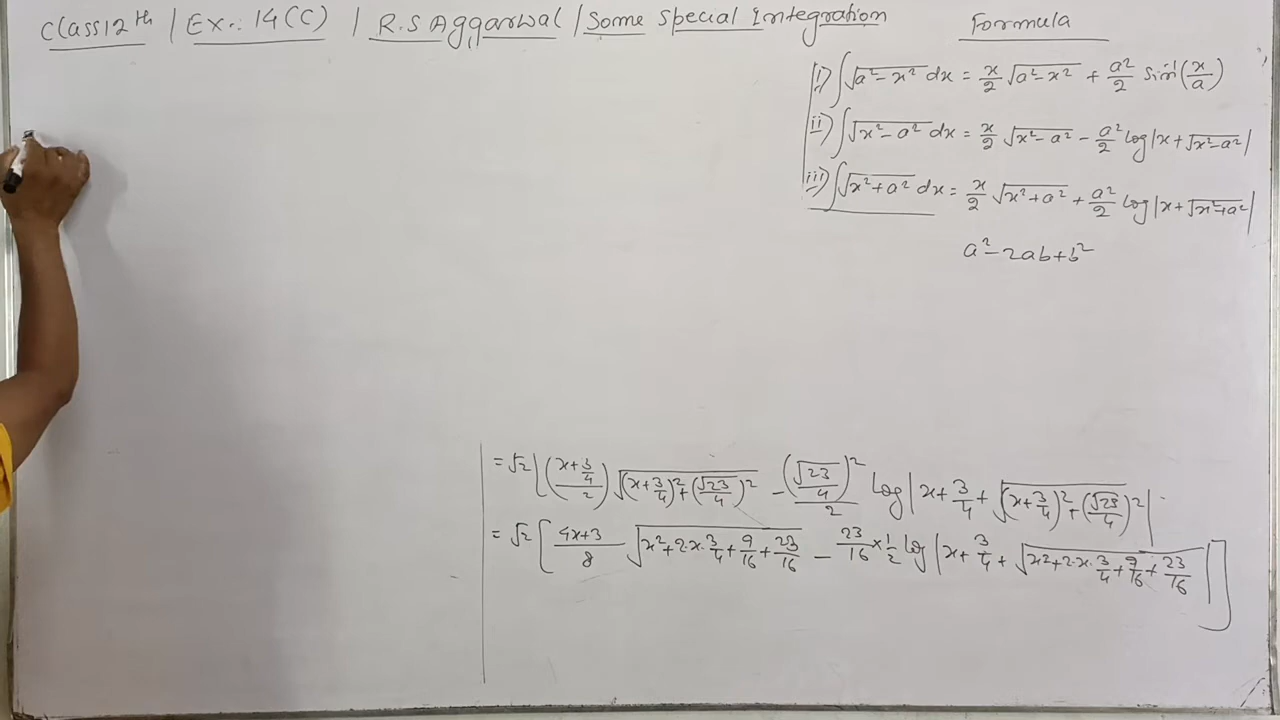 Class 12th / Ex.: 14(C) / R.S Aggarwal / Some Special Integration
Formula
i) ∫√(a²-x²) dx = x/2 √(a²-x²) + a²/2 Sin⁻¹(x/a)
ii) ∫√(x²-a²) dx = x/2 √(x²-a²) - a²/2 log|x+√(x²-a²)|
iii) ∫√(x²+a²) dx = x/2 √(x²+a²) + a²/2 log|x+√(x²+a²)|
a²-2ab+b²
= √2 [((x+3/4)/2) √((x+3/4)²+(√23/4)²) - (√23/4)²/2 log|x+3/4+√((x+3/4)²+(√23/4)²)|
= √2 [(4x+3)/8 √(x²+2·x·3/4+9/16+23/16) - 23/16×1/2 log|x+3/4+√(x²+2·x·3/4+9/16+23/16)|]